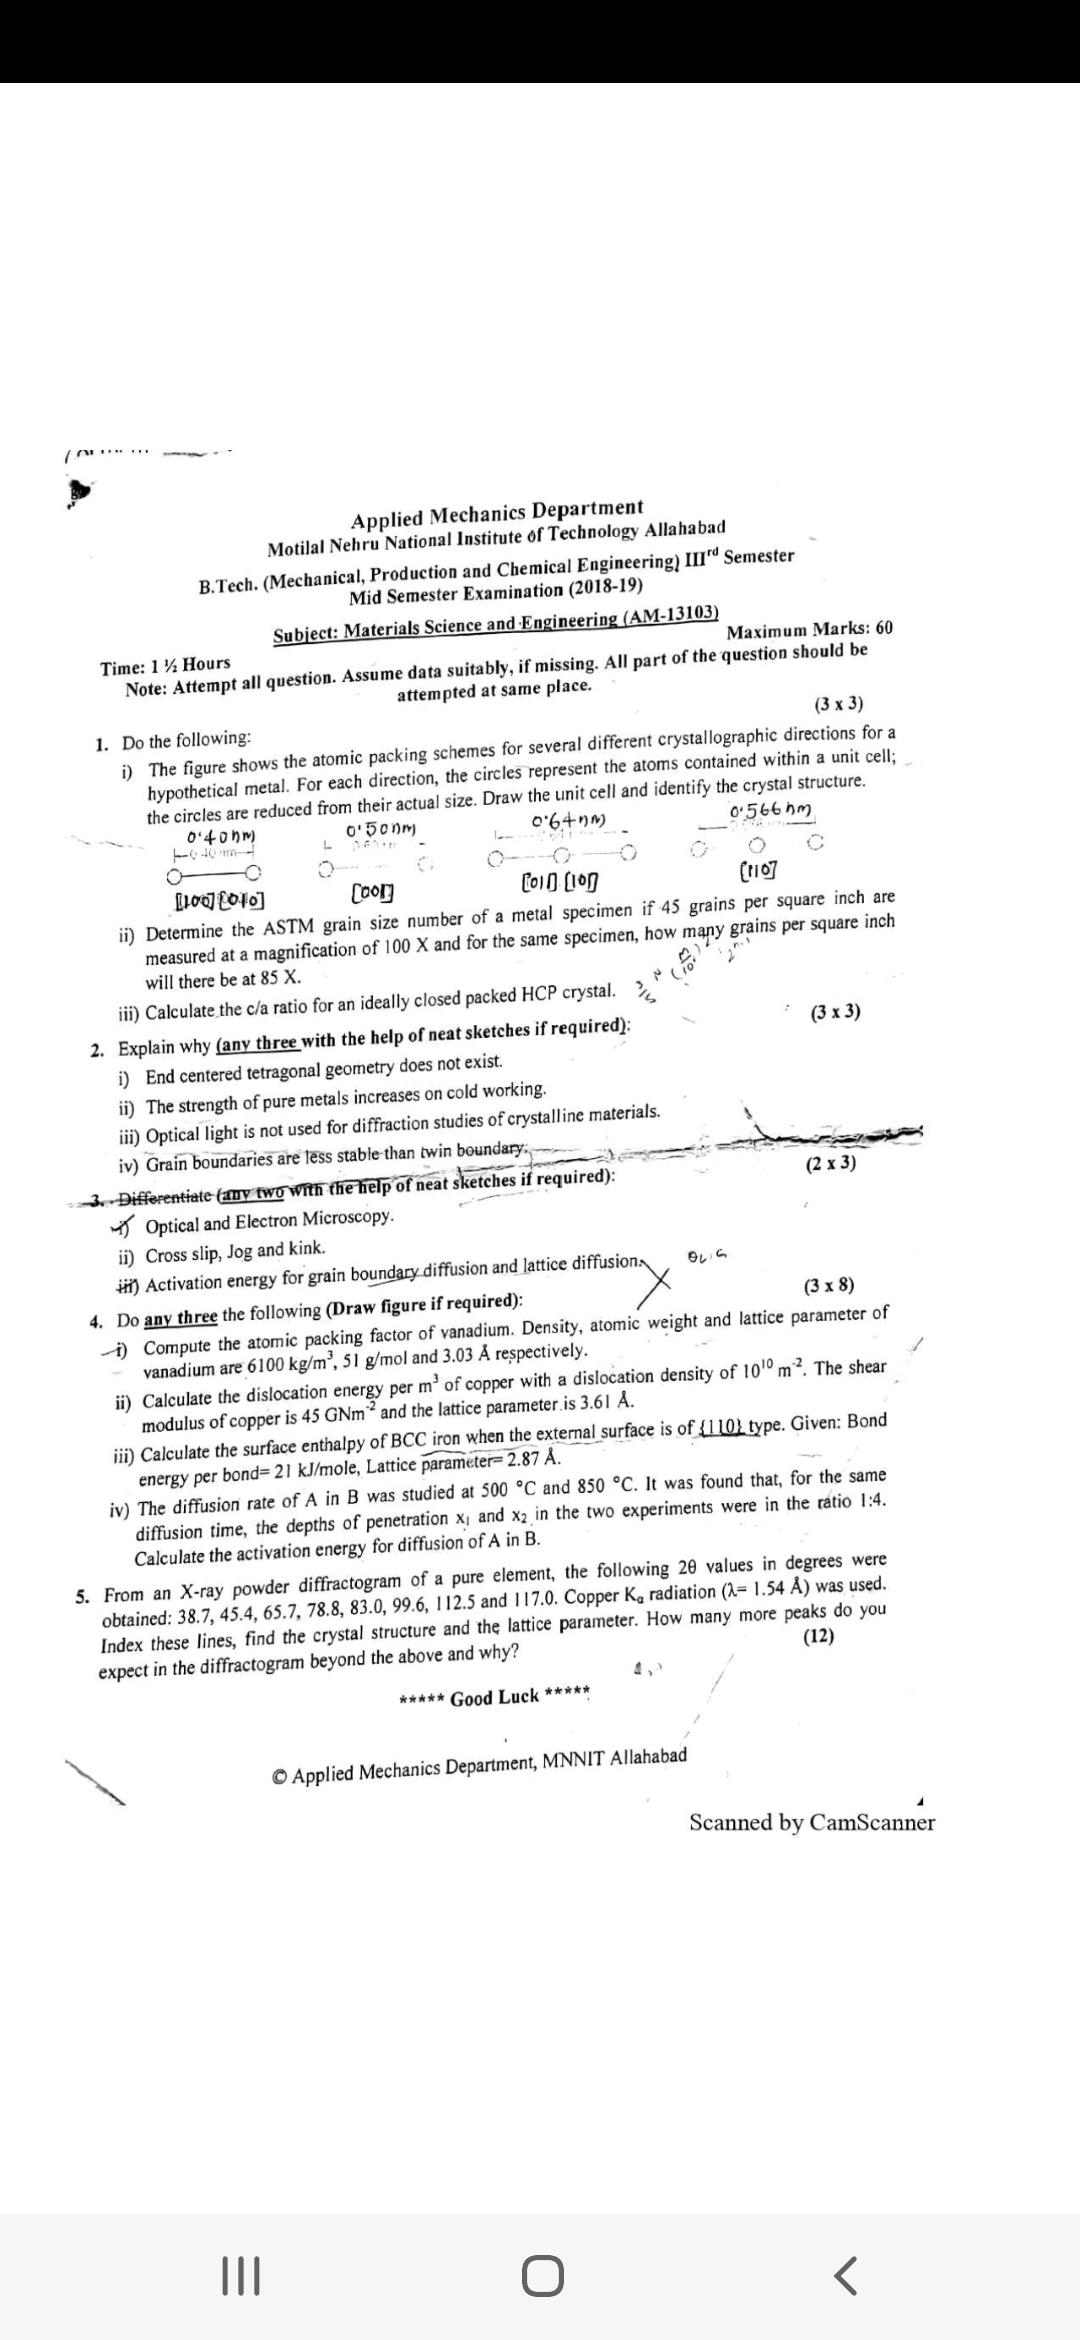 Applied Mechanics Department
Motilal Nehru National Institute of Technology Allahabad
B.Tech. (Mechanical, Production and Chemical Engineering) IIIrd Semester
Mid Semester Examination (2018-19)
Subject: Materials Science and Engineering (AM-13103)
Maximum Marks: 60
Time: 1 ½ Hours
Note: Attempt all question. Assume data suitably, if missing. All part of the question should be
attempted at same place.
(3 x 3)
1. Do the following:
i) The figure shows the atomic packing schemes for several different crystallographic directions for a
hypothetical metal. For each direction, the circles represent the atoms contained within a unit cell;
the circles are reduced from their actual size. Draw the unit cell and identify the crystal structure.
0.40nm 0.50nm 0.64nm 0.566nm
[100] [010] [001] [011] [101] [110]
ii) Determine the ASTM grain size number of a metal specimen if 45 grains per square inch are
measured at a magnification of 100 X and for the same specimen, how many grains per square inch
will there be at 85 X.
iii) Calculate the c/a ratio for an ideally closed packed HCP crystal.
2. Explain why (any three with the help of neat sketches if required): (3 x 3)
i) End centered tetragonal geometry does not exist.
ii) The strength of pure metals increases on cold working.
iii) Optical light is not used for diffraction studies of crystalline materials.
iv) Grain boundaries are less stable than twin boundary.
3. Differentiate (any two with the help of neat sketches if required): (2 x 3)
i) Optical and Electron Microscopy.
ii) Cross slip, Jog and kink.
iii) Activation energy for grain boundary diffusion and lattice diffusion.
4. Do any three the following (Draw figure if required): (3 x 8)
i) Compute the atomic packing factor of vanadium. Density, atomic weight and lattice parameter of
vanadium are 6100 kg/m³, 51 g/mol and 3.03 Å respectively.
ii) Calculate the dislocation energy per m³ of copper with a dislocation density of 10¹⁰ m⁻². The shear
modulus of copper is 45 GNm⁻² and the lattice parameter is 3.61 Å.
iii) Calculate the surface enthalpy of BCC iron when the external surface is of {110} type. Given: Bond
energy per bond= 21 kJ/mole, Lattice parameter= 2.87 Å.
iv) The diffusion rate of A in B was studied at 500 °C and 850 °C. It was found that, for the same
diffusion time, the depths of penetration x₁ and x₂ in the two experiments were in the ratio 1:4.
Calculate the activation energy for diffusion of A in B.
5. From an X-ray powder diffractogram of a pure element, the following 2θ values in degrees were
obtained: 38.7, 45.4, 65.7, 78.8, 83.0, 99.6, 112.5 and 117.0. Copper Kα radiation (λ= 1.54 Å) was used.
Index these lines, find the crystal structure and the lattice parameter. How many more peaks do you
expect in the diffractogram beyond the above and why? (12)
***** Good Luck *****
© Applied Mechanics Department, MNNIT Allahabad
Scanned by CamScanner